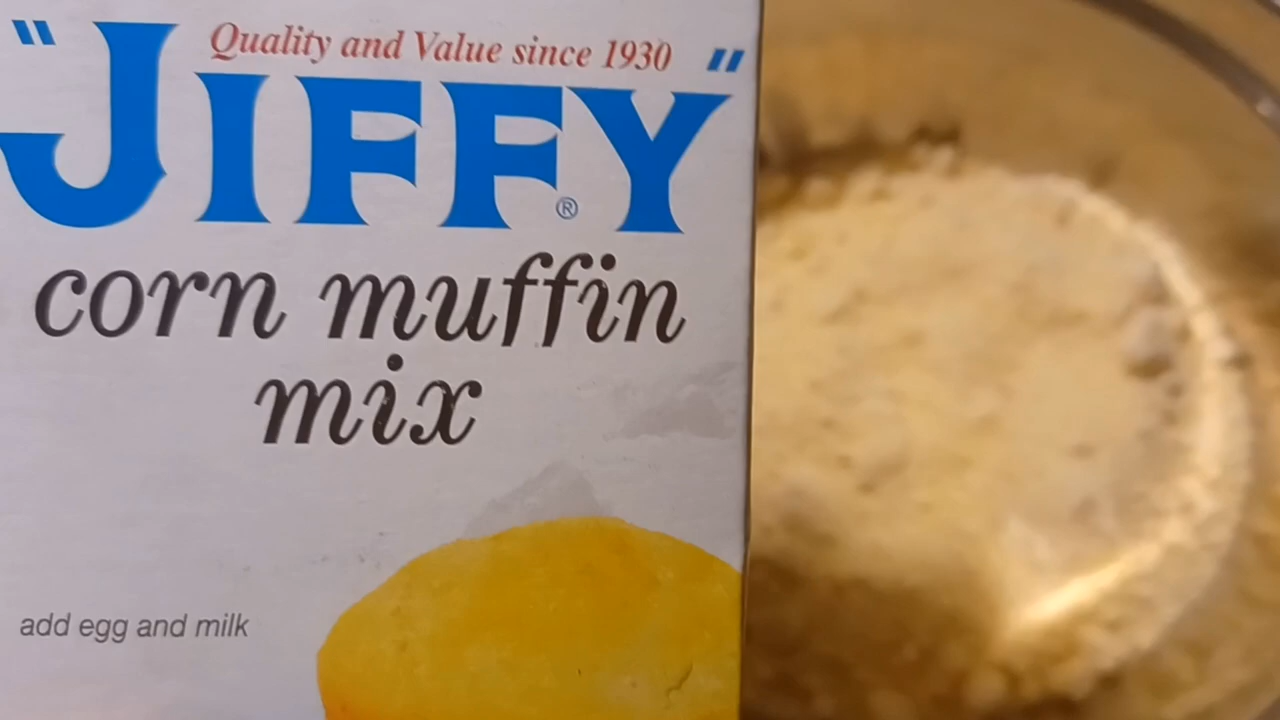 Quality and Value since 1930
"JIFFY"®
corn muffin
mix
add egg and milk